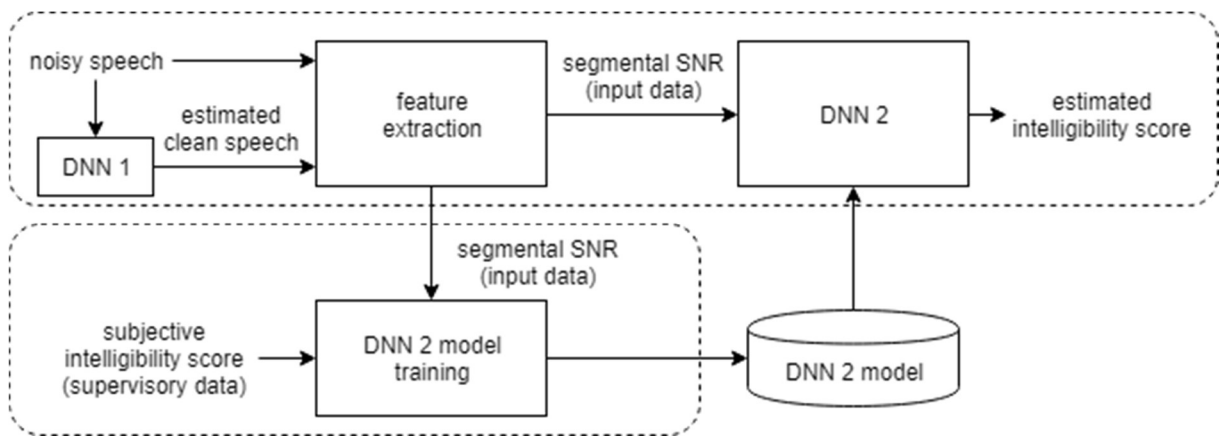 noisy speech
estimated
clean speech
DNN 1
feature
extraction
segmental SNR
(input data)
DNN 2
estimated
intelligibility score
segmental SNR
(input data)
subjective
intelligibility score
(supervisory data)
DNN 2 model
training
DNN 2 model